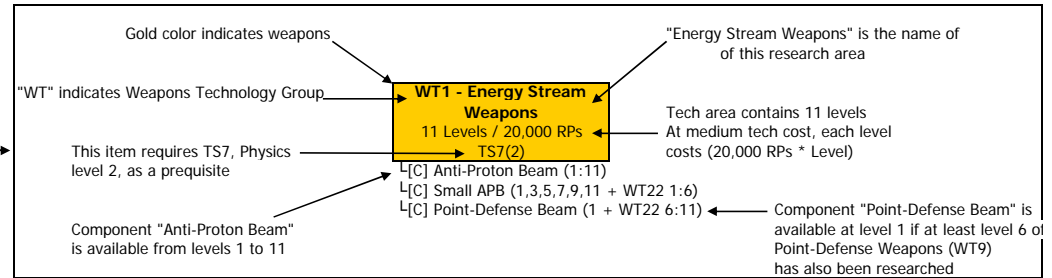 Gold color indicates weapons
"WT" indicates Weapons Technology Group
This item requires TS7, Physics
level 2, as a prequisite
Component "Anti-Proton Beam"
is available from levels 1 to 11
WT1 - Energy Stream
Weapons
11 Levels / 20,000 RPs
TS7(2)
[C] Anti-Proton Beam (1:11)
[C] Small APB (1,3,5,7,9,11 + WT22 1:6)
[C] Point-Defense Beam (1 + WT22 6:11)
"Energy Stream Weapons" is the name of
of this research area
Tech area contains 11 levels
At medium tech cost, each level
costs (20,000 RPs * Level)
Component "Point-Defense Beam" is
available at level 1 if at least level 6 of
Point-Defense Weapons (WT9)
has also been researched